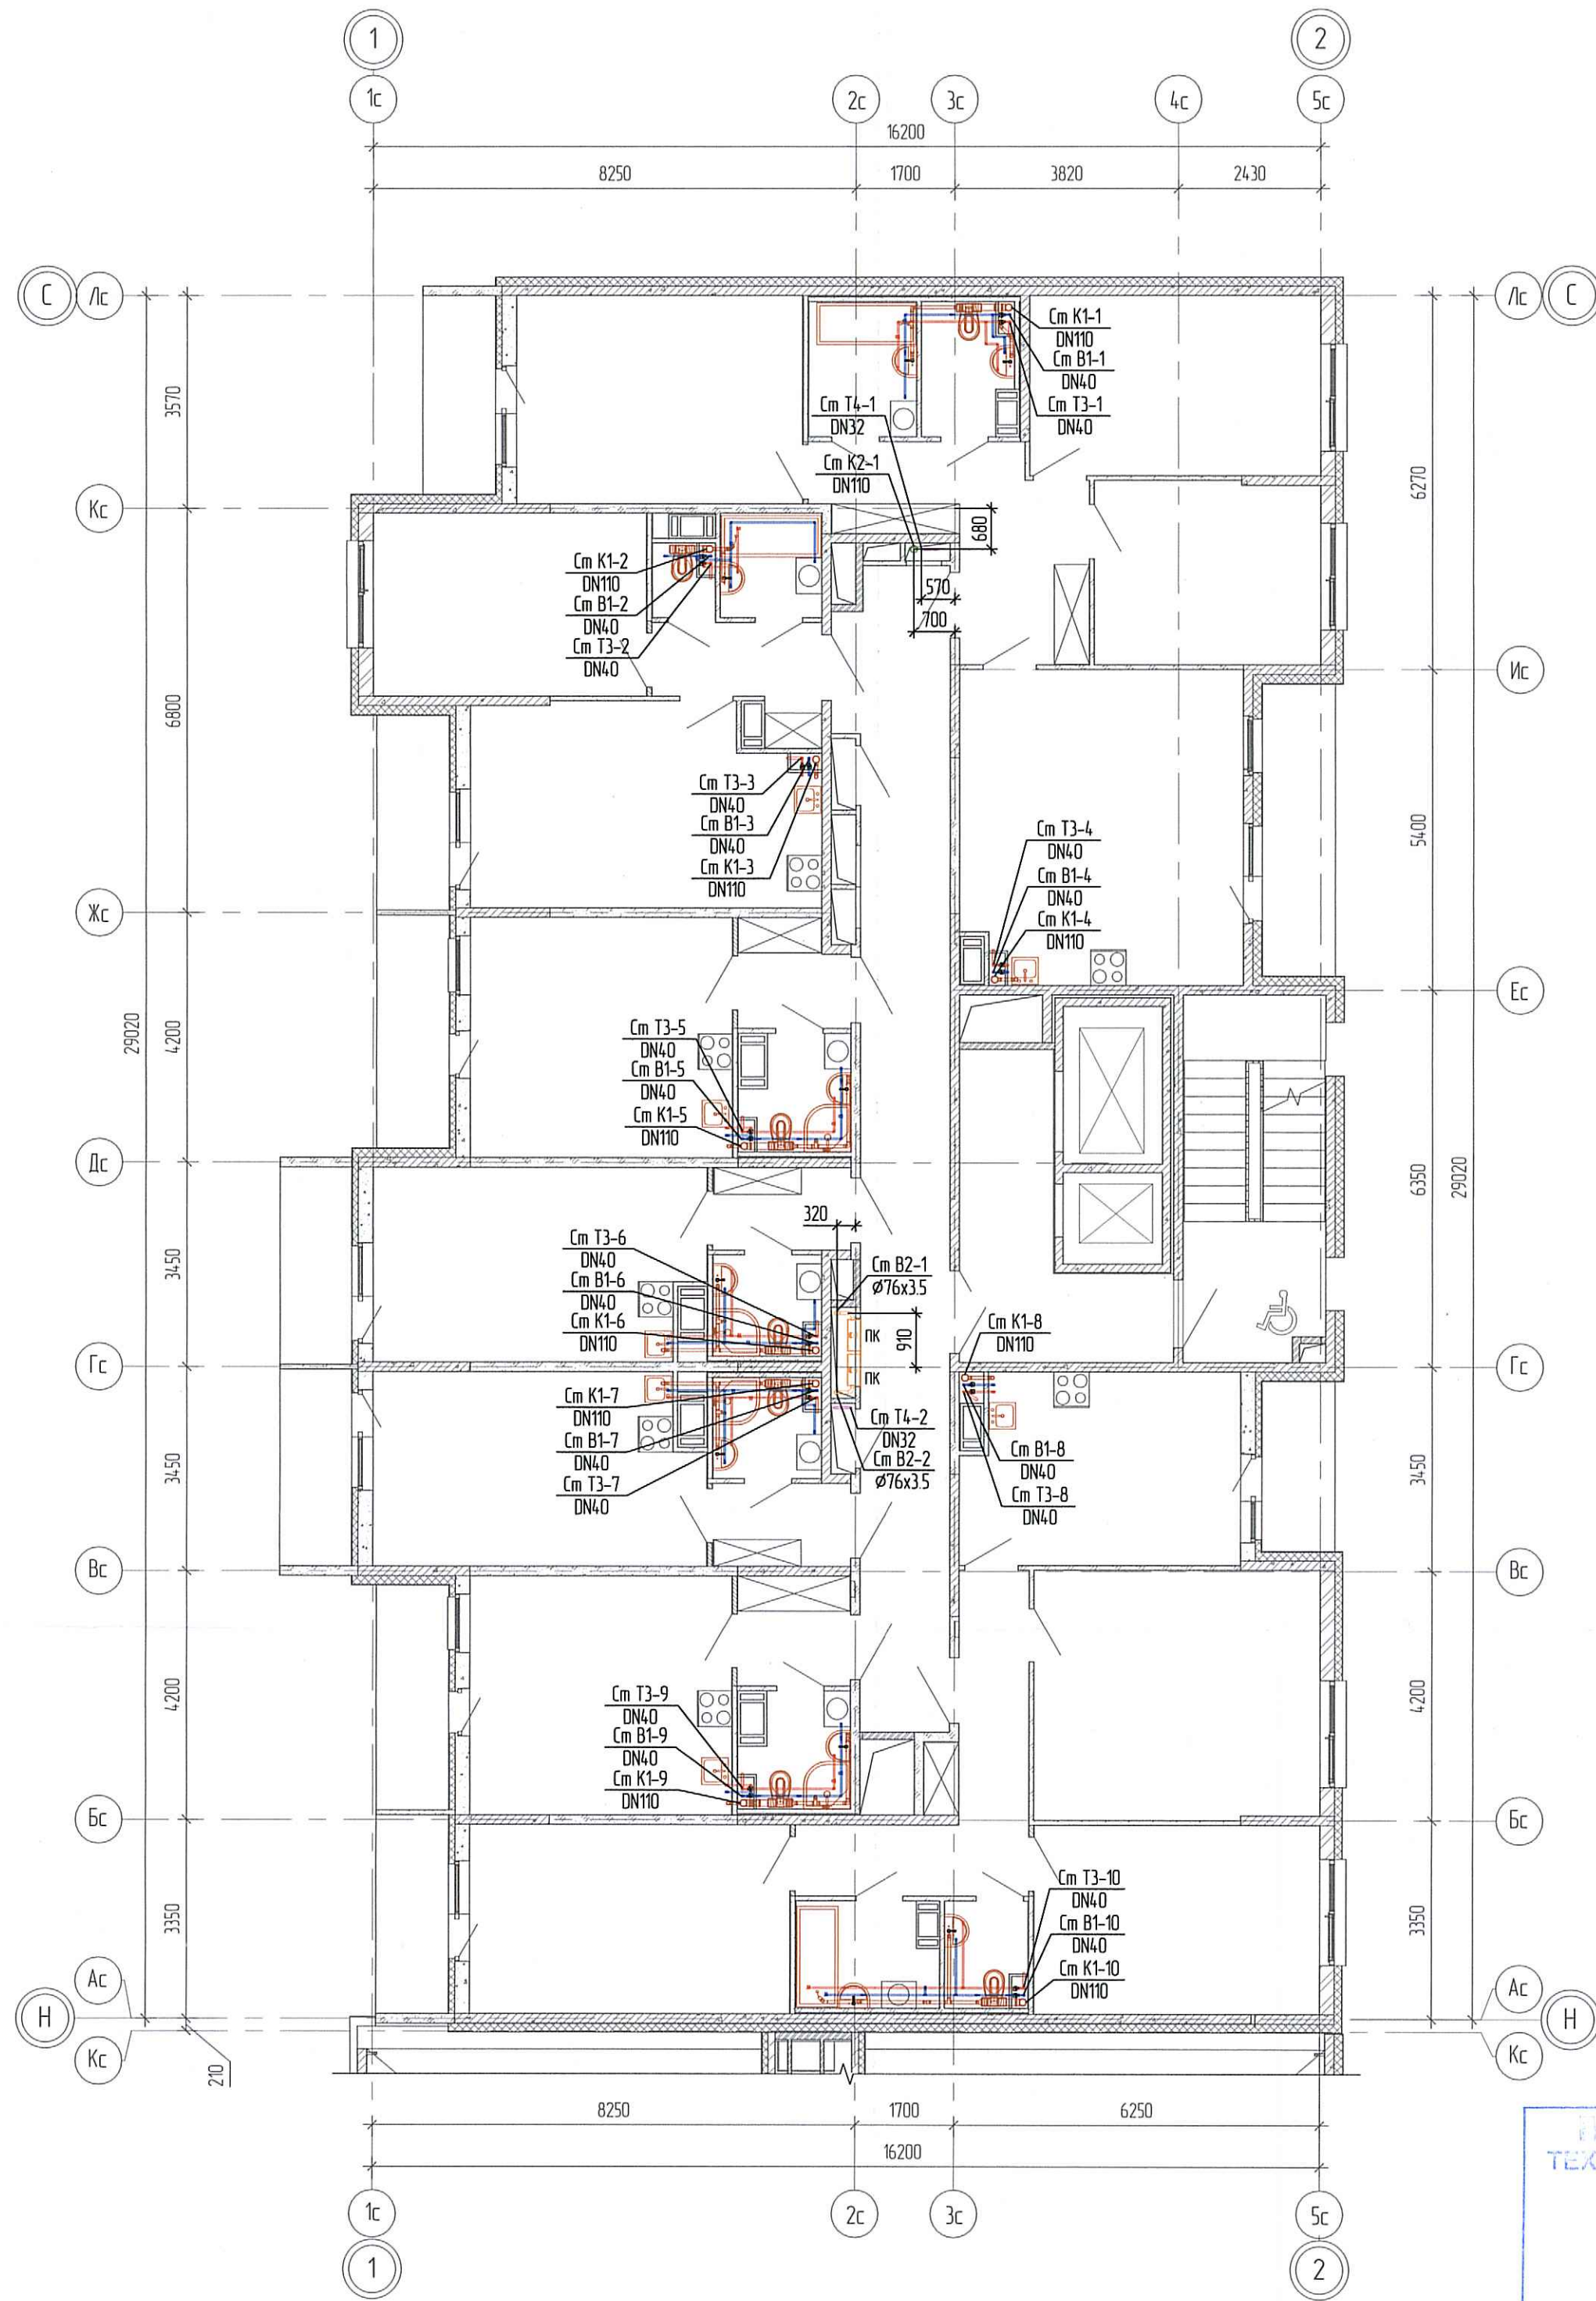 1
2
1с
2с
3с
4с
5с
16200
8250
1700
3820
2430
С
Лс
Лс
С
Ст К1-1
DN110
Ст В1-1
DN40
Ст Т3-1
DN40
Ст Т4-1
DN32
Ст К2-1
DN110
3570
6270
Кс
680
570
700
Ст К1-2
DN110
Ст В1-2
DN40
Ст Т3-2
DN40
Ис
6800
Ст Т3-3
DN40
Ст В1-3
DN40
Ст К1-3
DN110
Ст Т3-4
DN40
Ст В1-4
DN40
Ст К1-4
DN110
5400
Жс
Ес
29020
4200
Ст Т3-5
DN40
Ст В1-5
DN40
Ст К1-5
DN110
Дс
6350
29020
320
Ст Т3-6
DN40
Ст В1-6
DN40
Ст К1-6
DN110
Ст В2-1
Ø76х3.5
3450
910
ПК
ПК
Ст К1-8
DN110
Гс
Гс
Ст К1-7
DN110
Ст В1-7
DN40
Ст Т3-7
DN40
Ст Т4-2
DN32
Ст В2-2
Ø76х3.5
Ст В1-8
DN40
Ст Т3-8
DN40
3450
3450
Вс
Вс
4200
Ст Т3-9
DN40
Ст В1-9
DN40
Ст К1-9
DN110
4200
Бс
Бс
3350
Ст Т3-10
DN40
Ст В1-10
DN40
Ст К1-10
DN110
3350
Ас
Ас
Н
Н
Кс
Кс
210
8250
1700
6250
16200
ТЕХ
1с
2с
3с
5с
1
2